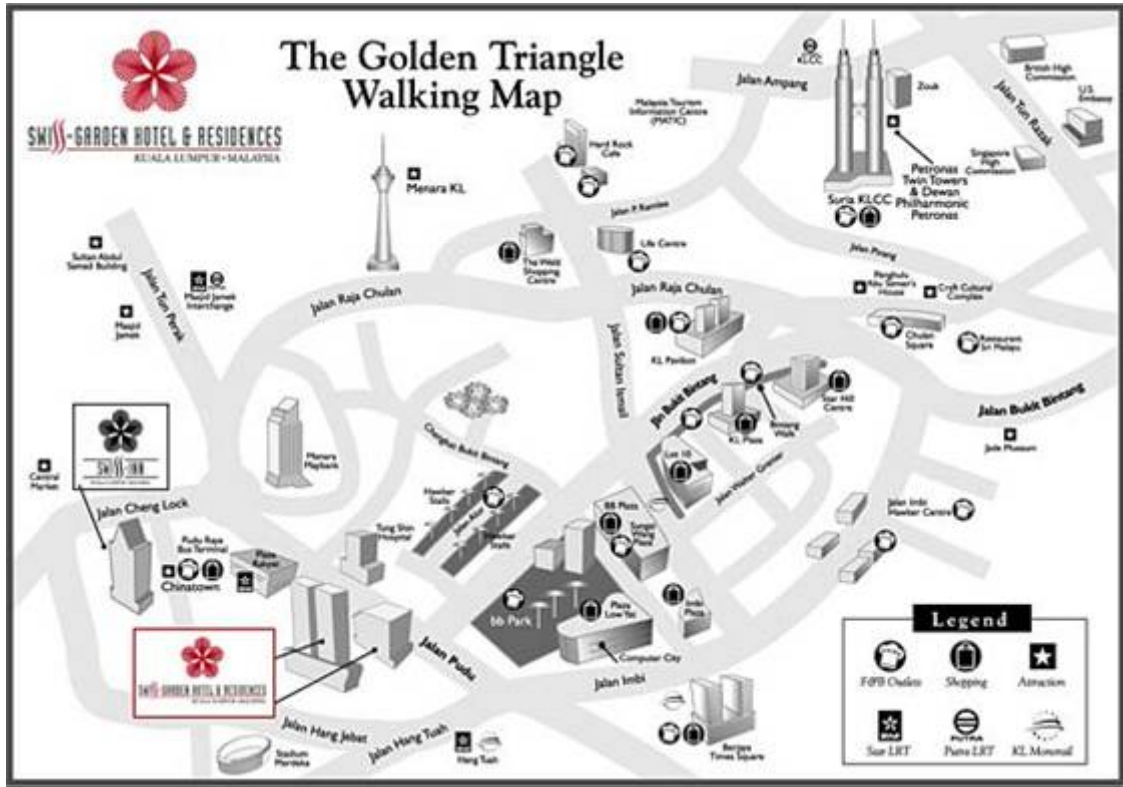 The Golden Triangle
Walking Map
SWISS-GARDEN HOTEL & RESIDENCES
KUALA LUMPUR • MALAYSIA
KLCC
Jalan Ampang
Zouk
British High
Commission
U.S.
Embassy
Jalan Tun Razak
Singapore
High
Commission
Petronas
Twin Towers
& Dewan
Philharmonic
Petronas
Suria KLCC
Malaysia Tourism
Information Centre
(MATIC)
Hard Rock
Cafe
Menara KL
Jalan P. Ramlee
Life Centre
The Weld
Shopping
Centre
Jalan Pinang
Sultan Abdul
Samad Building
Jalan Tun Perak
Masjid Jamek
Interchange
Masjid
Jamek
Jalan Raja Chulan
Jalan Raja Chulan
Penghulu
Abu Seman's
House
Craft Cultural
Complex
Chulan
Square
Restaurant
Sri Melayu
KL Pavilion
Jalan Sultan Ismail
Jln Bukit Bintang
Star Hill
Centre
Bintang
Walk
KL Plaza
Jalan Bukit Bintang
Jade Museum
SWISS-INN
Central
Market
Menara
Maybank
Changkat Bukit Bintang
Lot 10
Jalan Walter Grenier
Jalan Cheng Lock
Hawker
Stalls
Jalan Alor
Hawker
Stalls
BB Plaza
Sungei
Wang
Plaza
Jalan Imbi
Hawker Centre
Pudu Raya
Bus Terminal
Plaza
Rakyat
Tung Shin
Hospital
Chinatown
bb Park
Plaza
Low Yat
Imbi
Plaza
Computer City
Jalan Pudu
Jalan Imbi
SWISS-GARDEN HOTEL & RESIDENCES
Jalan Hang Jebat
Jalan Hang Tuah
Stadium
Merdeka
Hang Tuah
Berjaya
Times Square
Legend
F&B Outlets
Shopping
Attraction
PUTRA
Star LRT
Putra LRT
KL Monorail